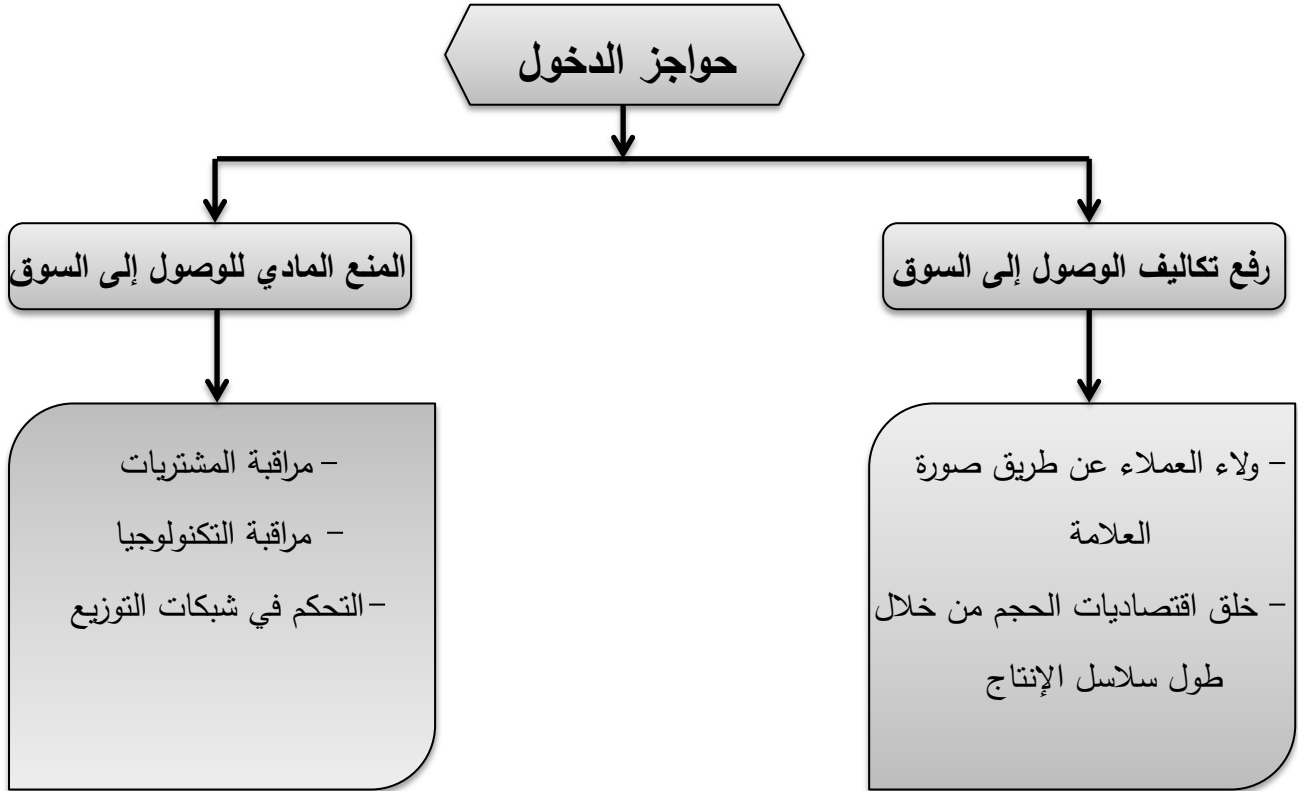 حواجز الدخول
رفع تكاليف الوصول إلى السوق
المنع المادي للوصول إلى السوق
- ولاء العملاء عن طريق صورة
العلامة
- خلق اقتصاديات الحجم من خلال
طول سلاسل الإنتاج
- مراقبة المشتريات
- مراقبة التكنولوجيا
- التحكم في شبكات التوزيع